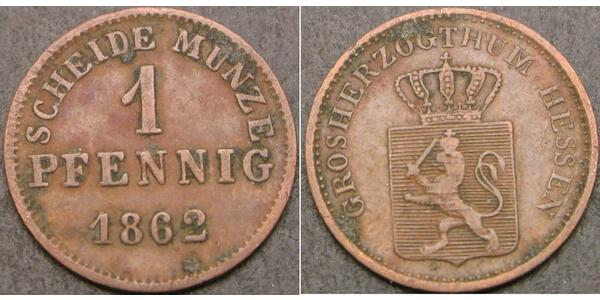 SCHEIDE MUNZE
1
PFENNIG
1862
GROSHERZOGTHUM HESSEN